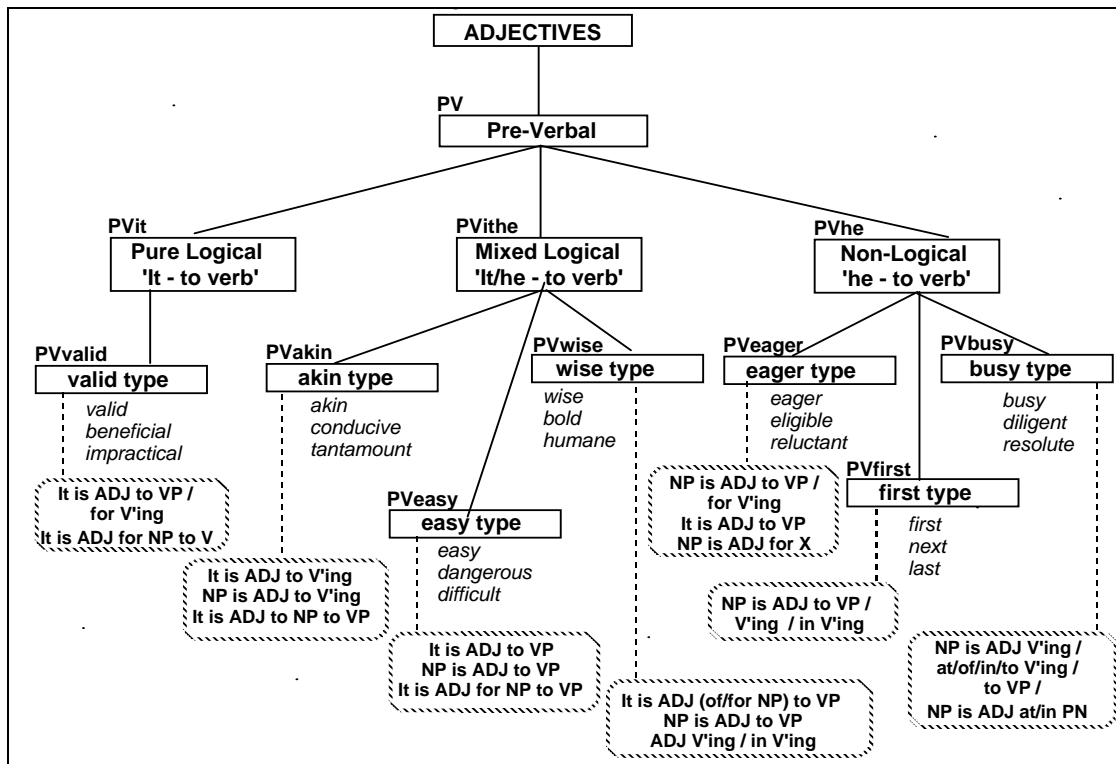 ADJECTIVES
PV
Pre-Verbal
PVit
Pure Logical
'It - to verb'
PVithe
Mixed Logical
'It/he - to verb'
PVhe
Non-Logical
'he - to verb'
PVvalid
valid type
valid
beneficial
impractical
It is ADJ to VP /
for V'ing
It is ADJ for NP to V
PVakin
akin type
akin
conducive
tantamount
It is ADJ to V'ing
NP is ADJ to V'ing
It is ADJ to NP to VP
PVeasy
easy type
easy
dangerous
difficult
It is ADJ to VP
NP is ADJ to VP
It is ADJ for NP to VP
PVwise
wise type
wise
bold
humane
It is ADJ (of/for NP) to VP
NP is ADJ to VP
ADJ V'ing / in V'ing
PVeager
eager type
eager
eligible
reluctant
NP is ADJ to VP /
for V'ing
It is ADJ to VP
NP is ADJ for X
PVfirst
first type
first
next
last
NP is ADJ to VP /
V'ing / in V'ing
PVbusy
busy type
busy
diligent
resolute
NP is ADJ V'ing /
at/of/in/to V'ing /
to VP /
NP is ADJ at/in PN